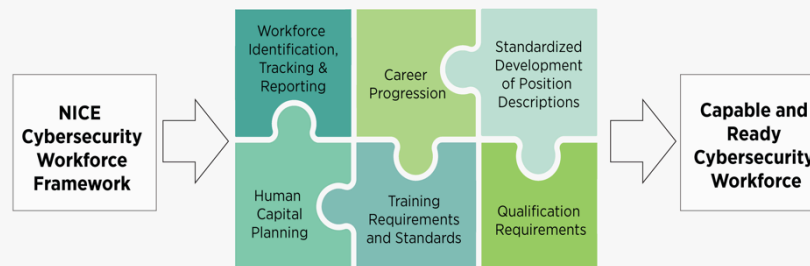 NICE
Cybersecurity
Workforce
Framework
Workforce
Identification,
Tracking &
Reporting
Career
Progression
Standardized
Development
of Position
Descriptions
Human
Capital
Planning
Training
Requirements
and Standards
Qualification
Requirements
Capable and
Ready
Cybersecurity
Workforce